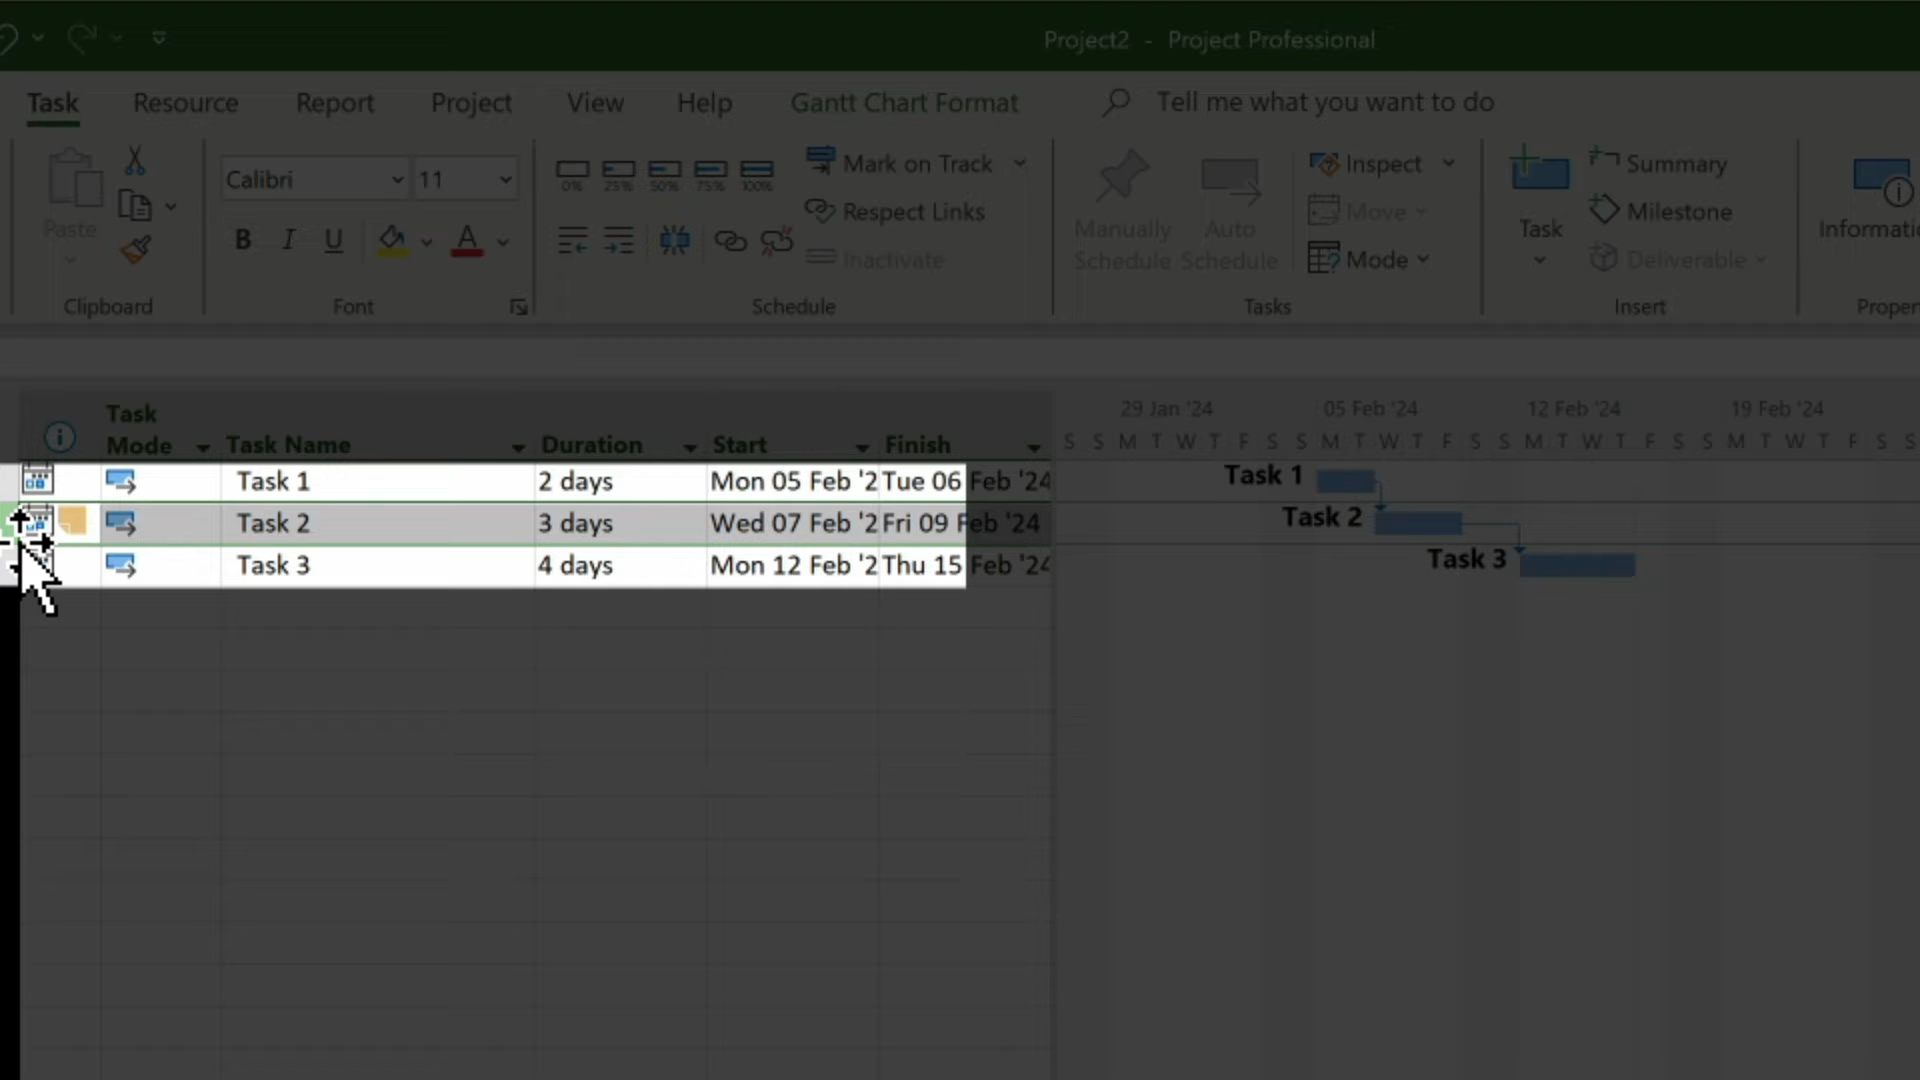 Project2 - Project Professional
Task Resource Report Project View Help Gantt Chart Format Tell me what you want to do
Calibri 11 0% 25% 50% 75% 100% Mark on Track Inspect Summary
Paste Respect Links Manually Schedule Auto Schedule Move Task Milestone Informati
B I U A Inactivate Mode Deliverable
Clipboard Font Schedule Tasks Insert Proper
Task Mode Task Name Duration Start Finish 29 Jan '24 05 Feb '24 12 Feb '24 19 Feb '24
S S M T W T F S S M T W T F S S M T W T F S S M T W T F S S
Task 1 2 days Mon 05 Feb '2 Tue 06 Feb '24 Task 1
Task 2 3 days Wed 07 Feb '2 Fri 09 Feb '24 Task 2
Task 3 4 days Mon 12 Feb '2 Thu 15 Feb '24 Task 3